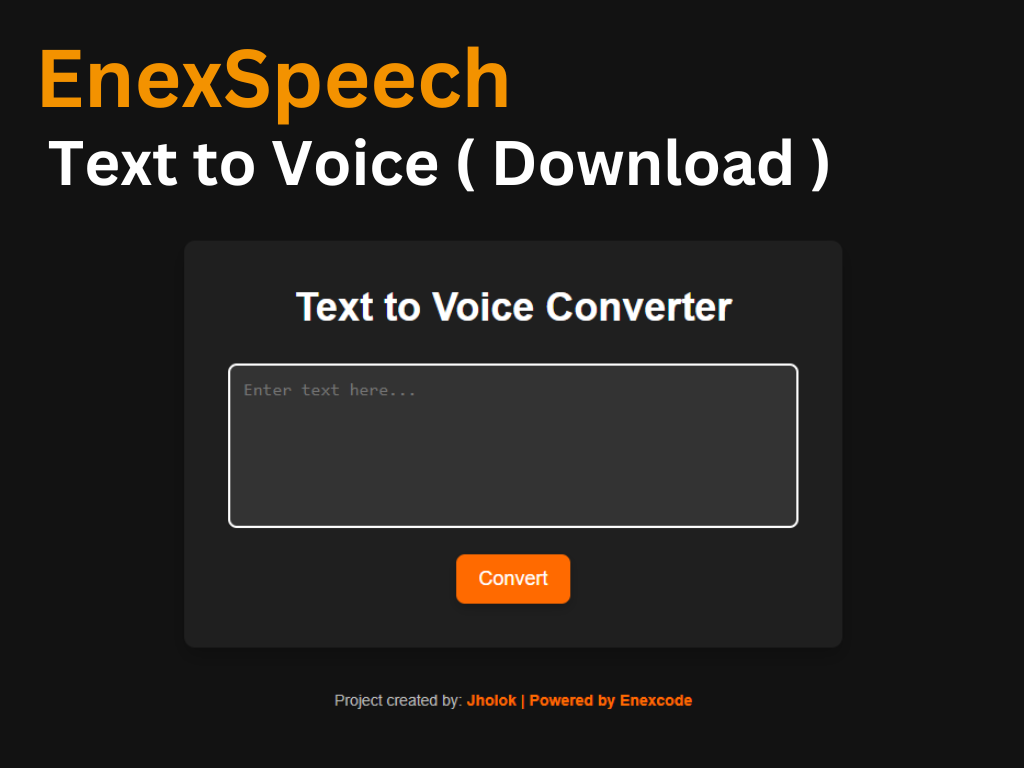 EnexSpeech
Text to Voice ( Download )
Text to Voice Converter
Enter text here...
Convert
Project created by: Jholok | Powered by Enexcode